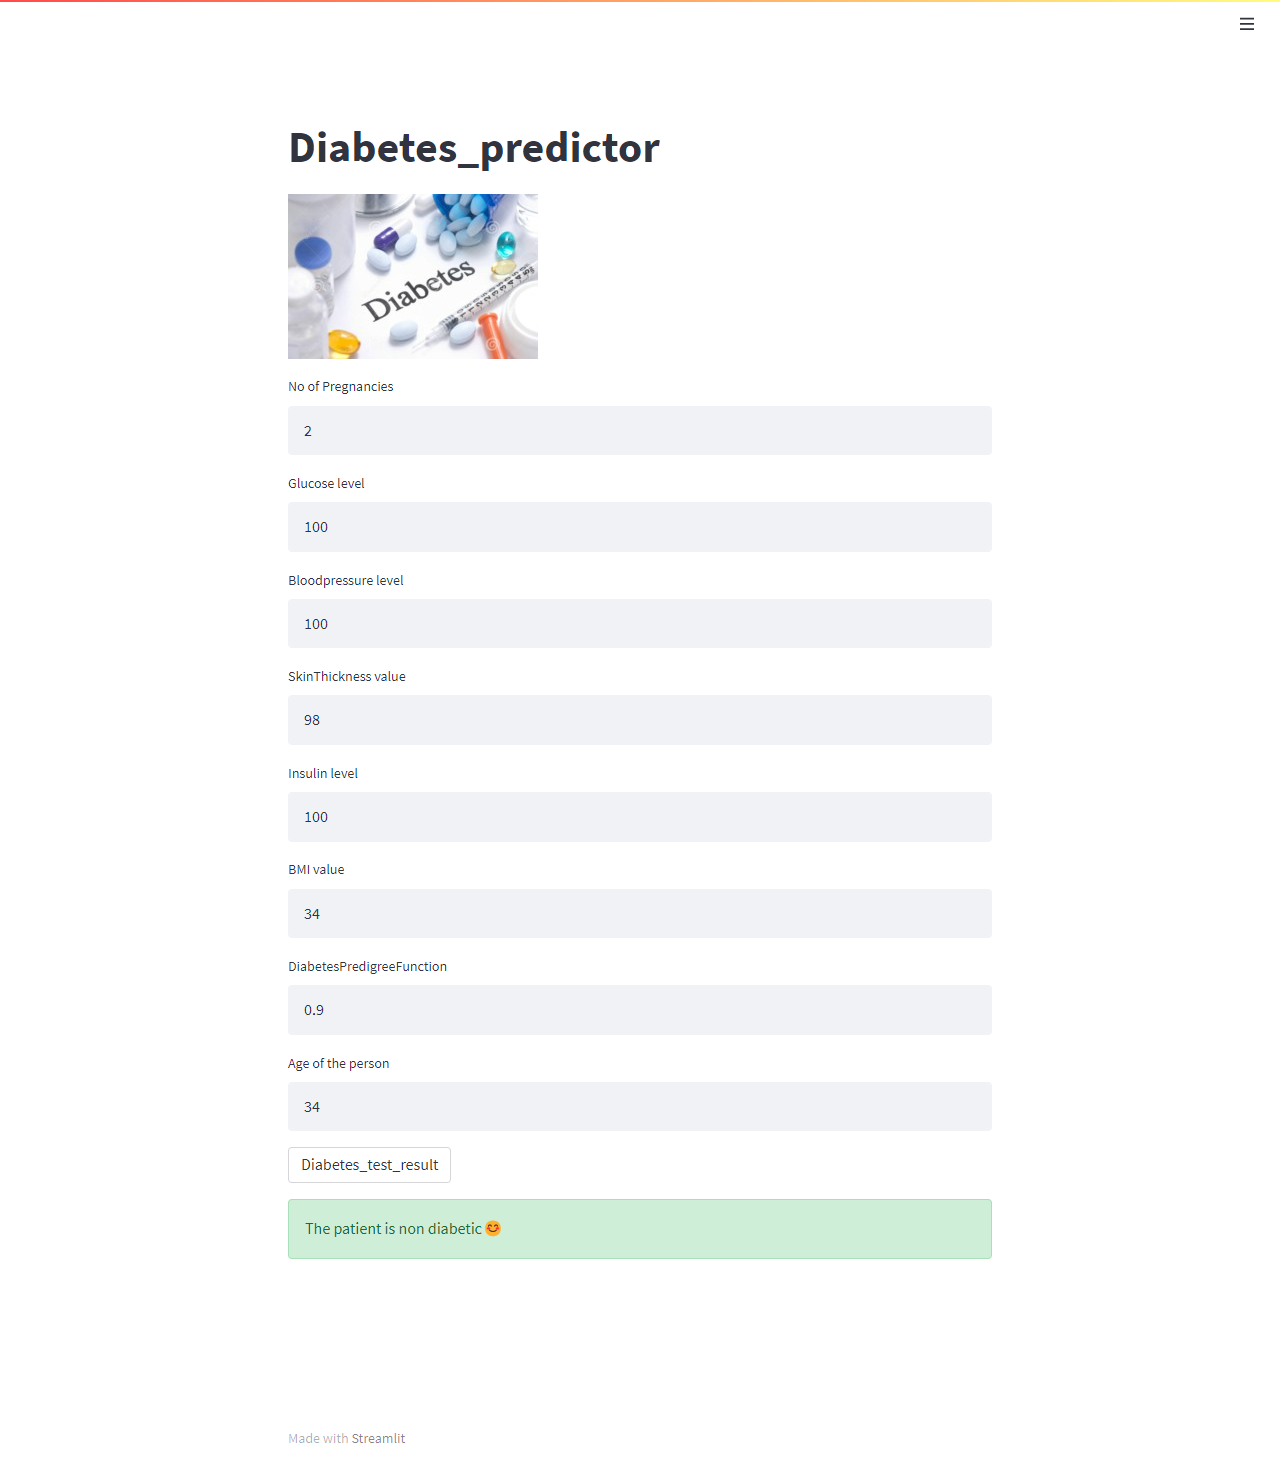 Diabetes_predictor
Diabetes
No of Pregnancies
2
Glucose level
100
Bloodpressure level
100
SkinThickness value
98
Insulin level
100
BMI value
34
DiabetesPredigreeFunction
0.9
Age of the person
34
Diabetes_test_result
The patient is non diabetic 😊
Made with Streamlit